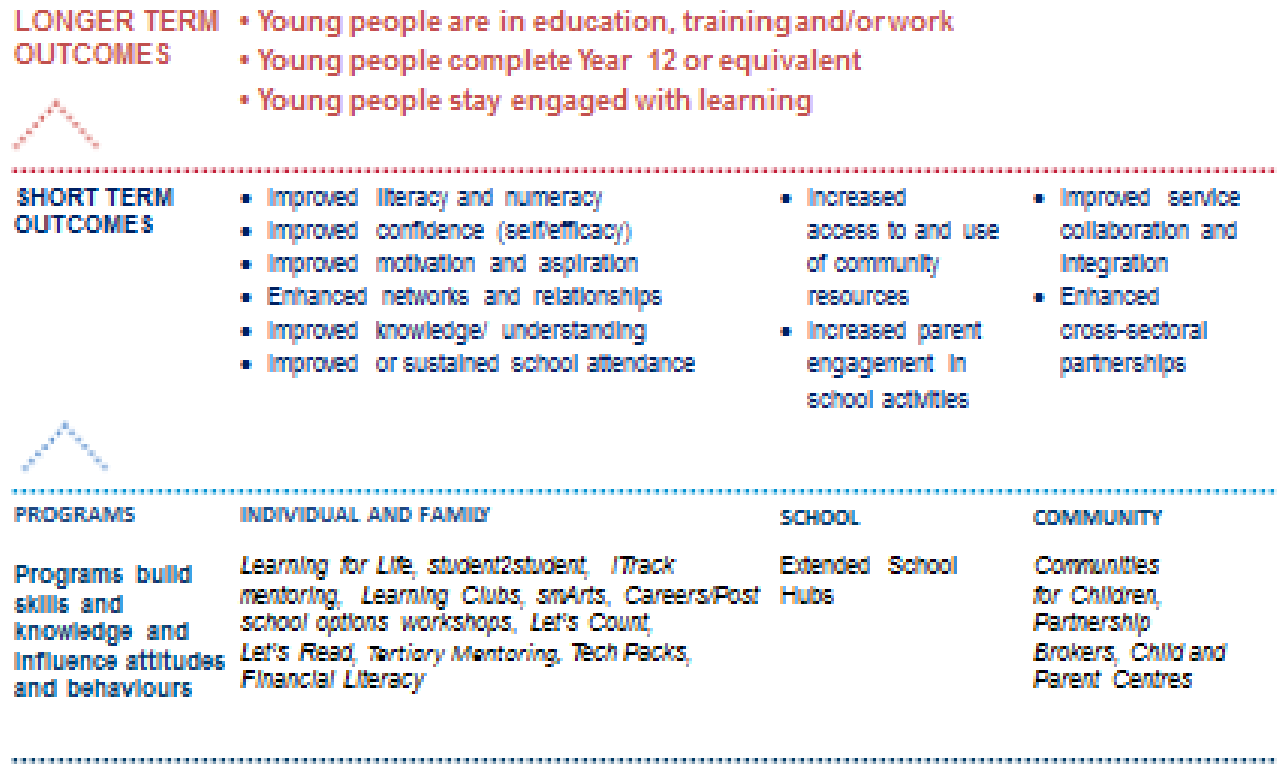 LONGER TERM
OUTCOMES
• Young people are in education, training and/or work
• Young people complete Year 12 or equivalent
• Young people stay engaged with learning
SHORT TERM
OUTCOMES
• Improved literacy and numeracy
• Improved confidence (self/efficacy)
• Improved motivation and aspiration
• Enhanced networks and relationships
• Improved knowledge/ understanding
• Improved or sustained school attendance
• Increased
access to and use
of community
resources
• Increased parent
engagement in
school activities
• Improved service
collaboration and
integration
• Enhanced
cross-sectoral
partnerships
PROGRAMS
Programs build
skills and
knowledge and
influence attitudes
and behaviours
INDIVIDUAL AND FAMILY
Learning for Life, student2student, iTrack
mentoring, Learning Clubs, smArts, Careers/Post
school options workshops, Let's Count,
Let's Read, Tertiary Mentoring, Tech Packs,
Financial Literacy
SCHOOL
Extended School
Hubs
COMMUNITY
Communities
for Children,
Partnership
Brokers, Child and
Parent Centres